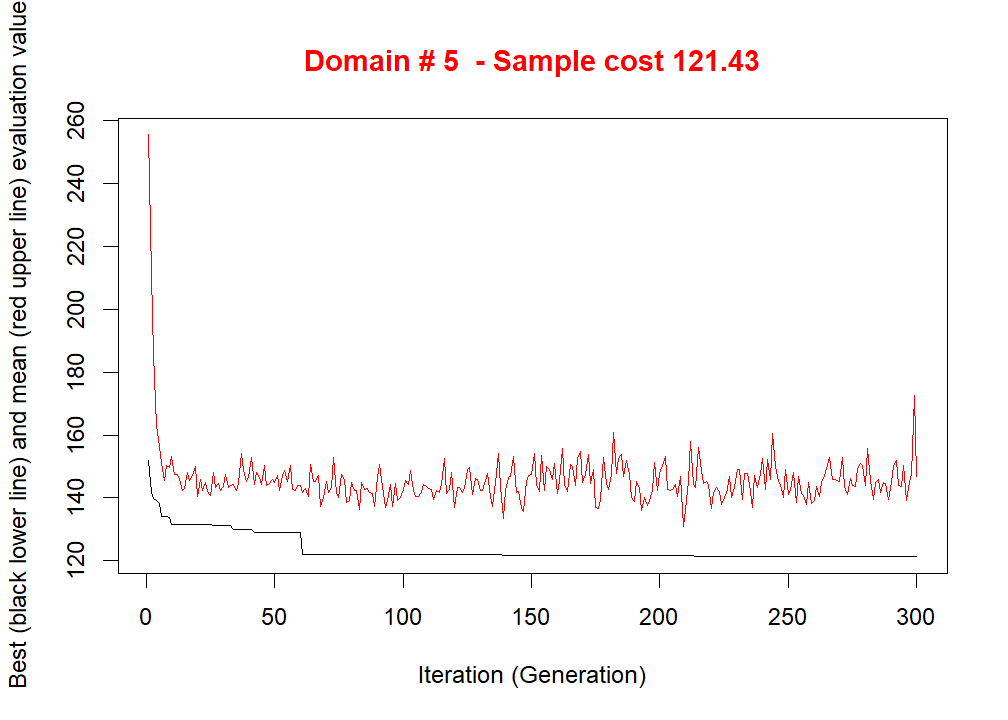 Domain # 5  - Sample cost 121.43
Best (black lower line) and mean (red upper line) evaluation value
260
240
220
200
180
160
140
120
0 50 100 150 200 250 300
Iteration (Generation)